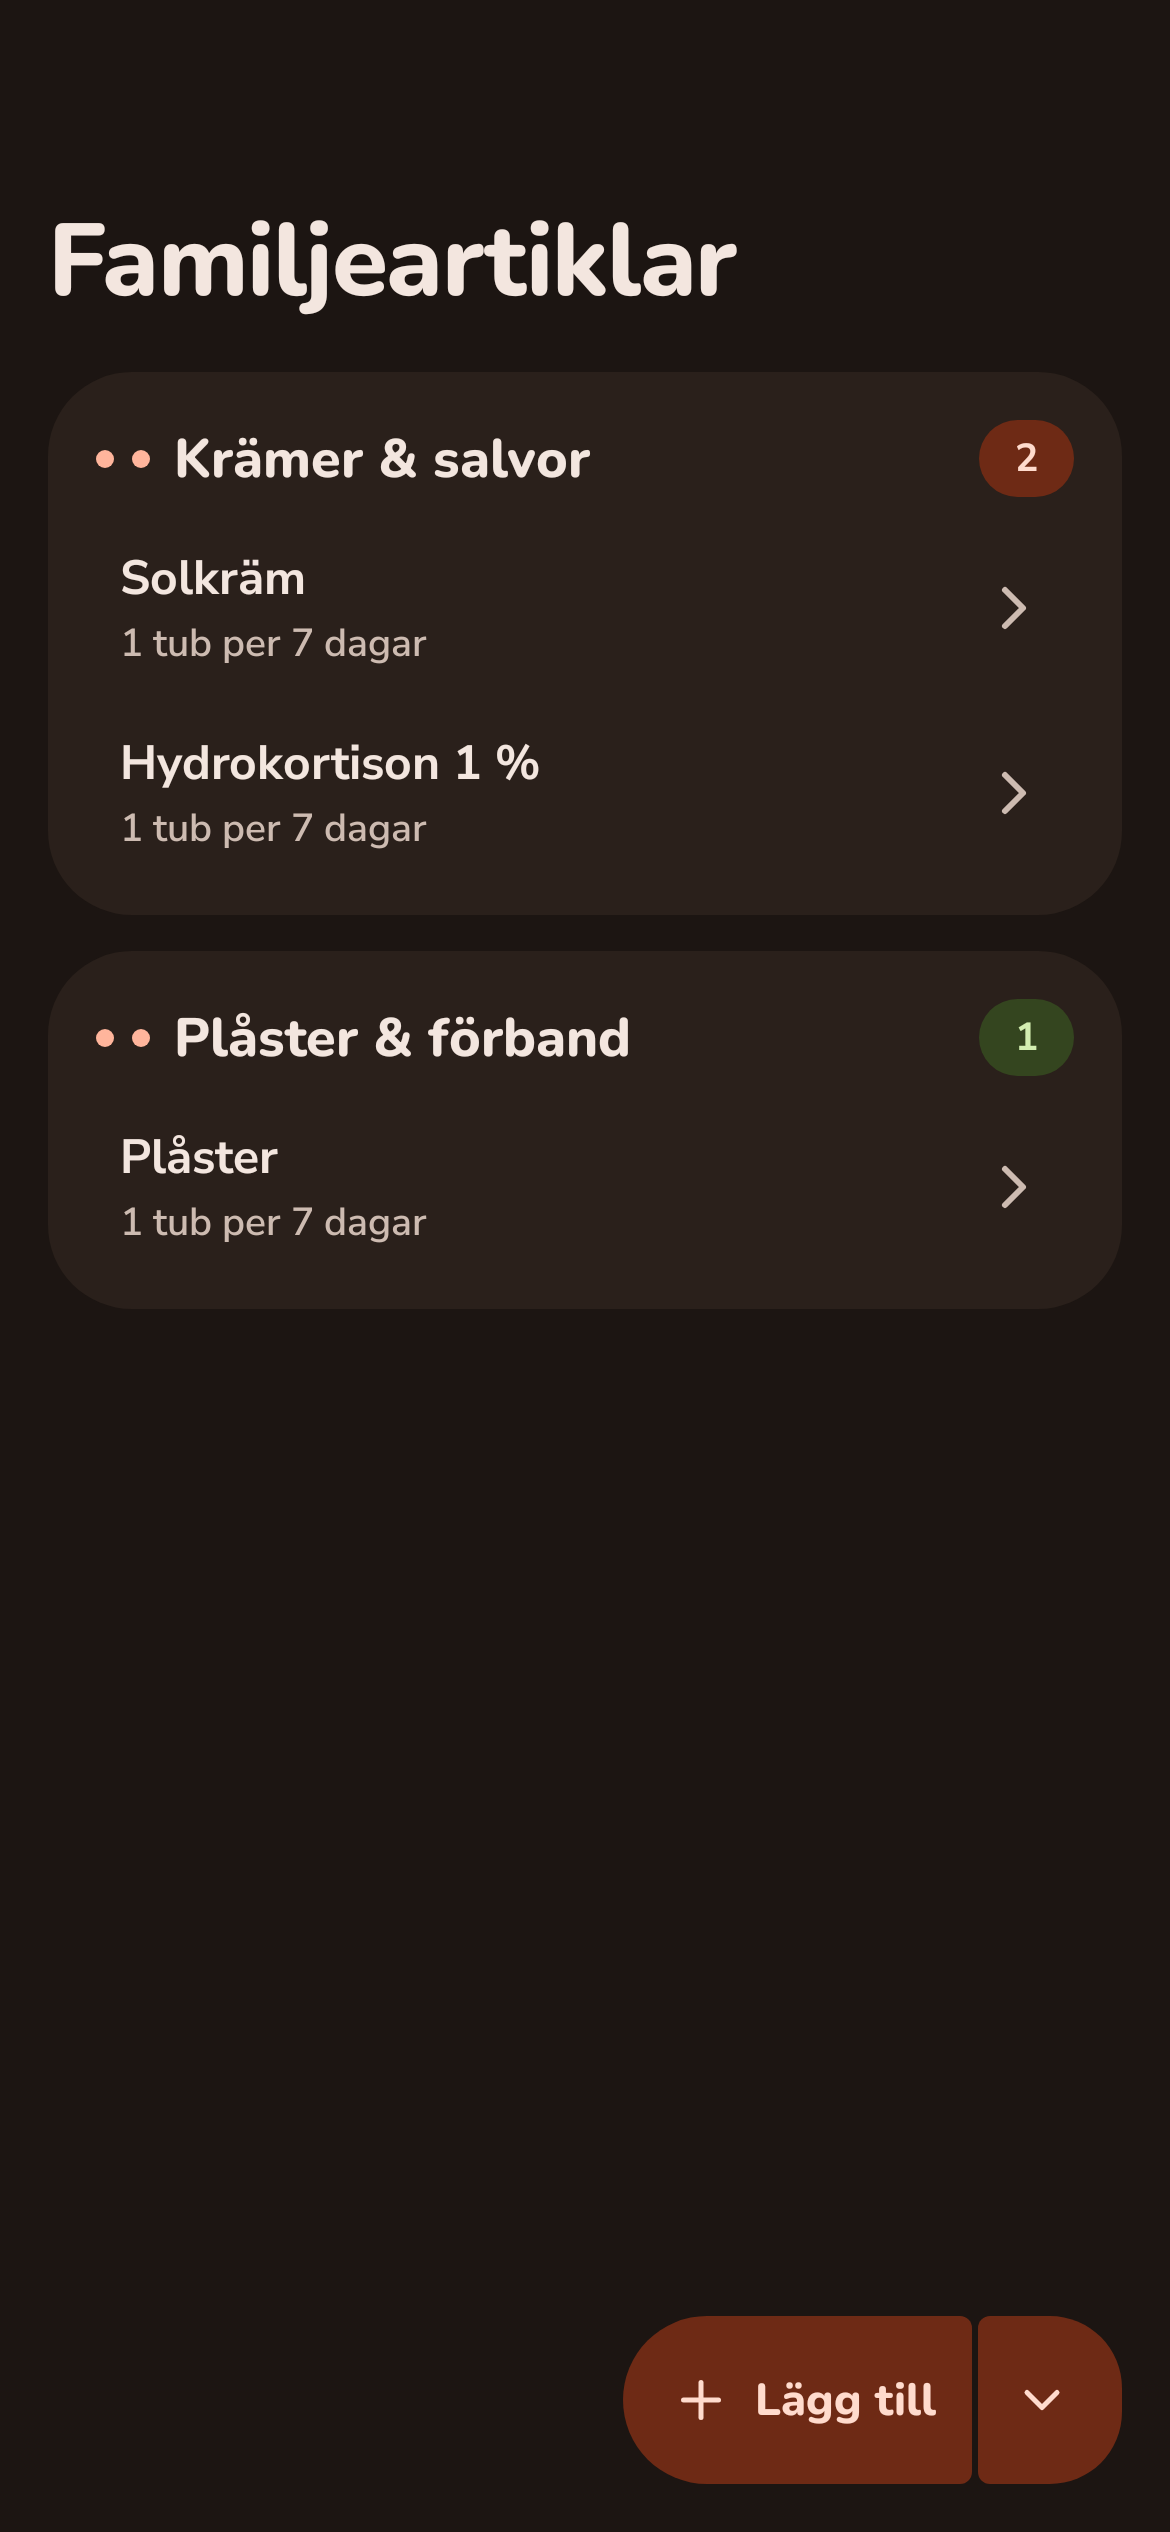 Familjeartiklar
Krämer & salvor
2
Solkräm
1 tub per 7 dagar
Hydrokortison 1 %
1 tub per 7 dagar
Plåster & förband
1
Plåster
1 tub per 7 dagar
Lägg till